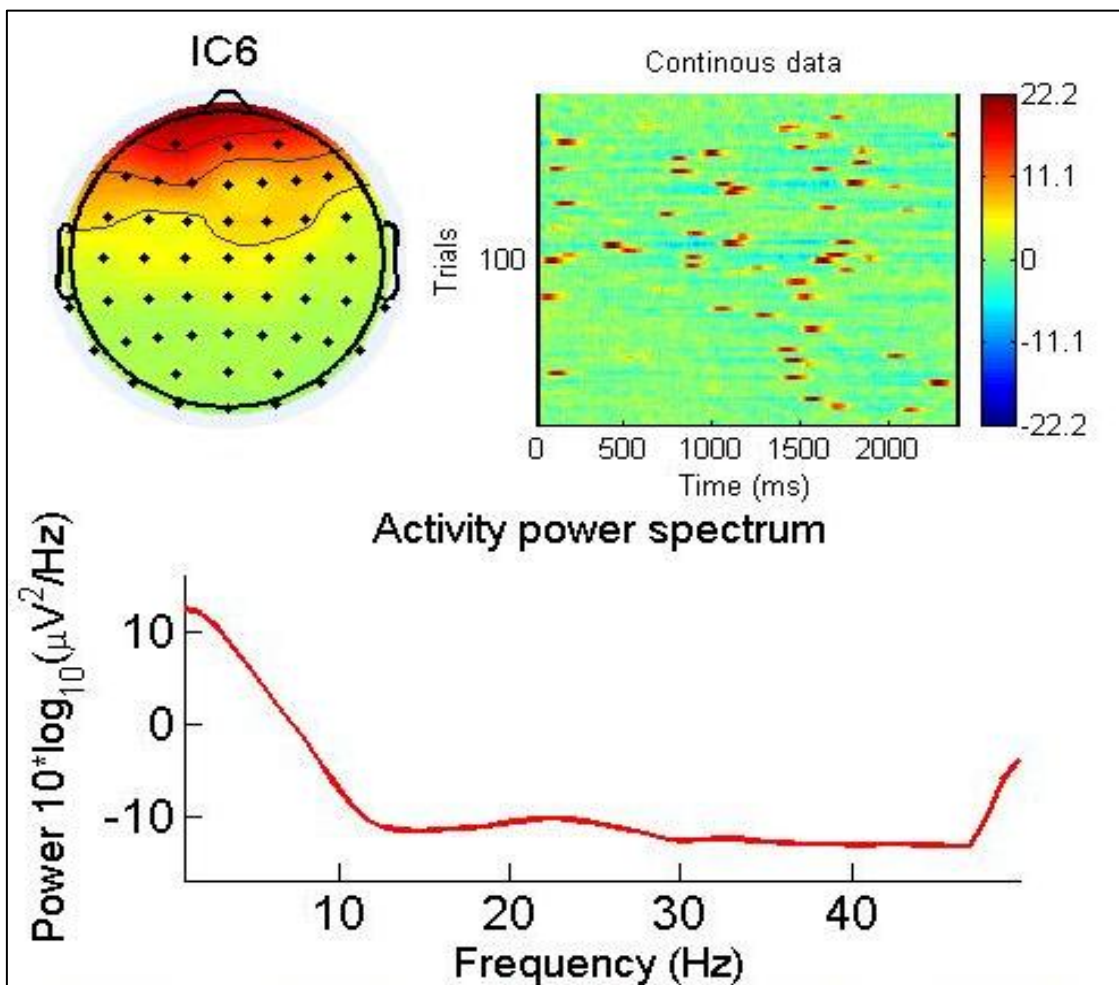 IC6
Continous data
Trials
100
0
500
1000
1500
2000
Time (ms)
22.2
11.1
0
-11.1
-22.2
Activity power spectrum
Power 10*log10(μV2/Hz)
10
0
-10
10
20
30
40
Frequency (Hz)